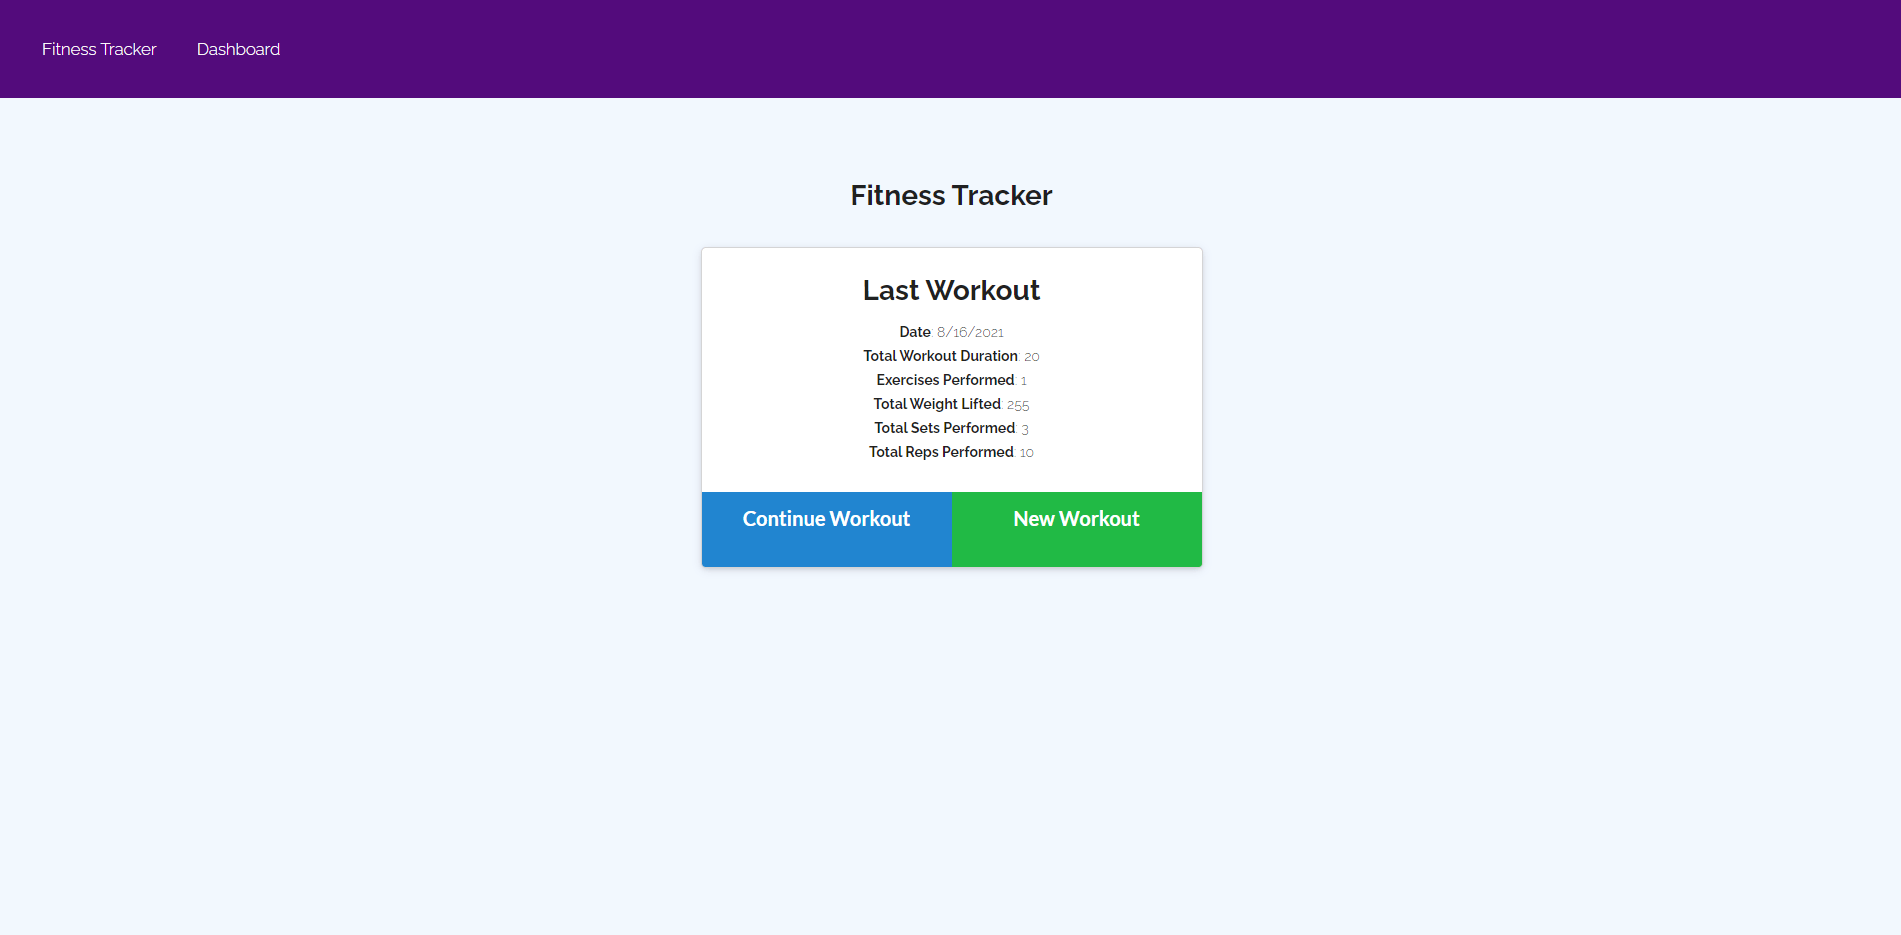 Fitness Tracker Dashboard
Fitness Tracker
Last Workout
Date: 8/16/2021
Total Workout Duration: 20
Exercises Performed: 1
Total Weight Lifted: 255
Total Sets Performed: 3
Total Reps Performed: 10
Continue Workout New Workout